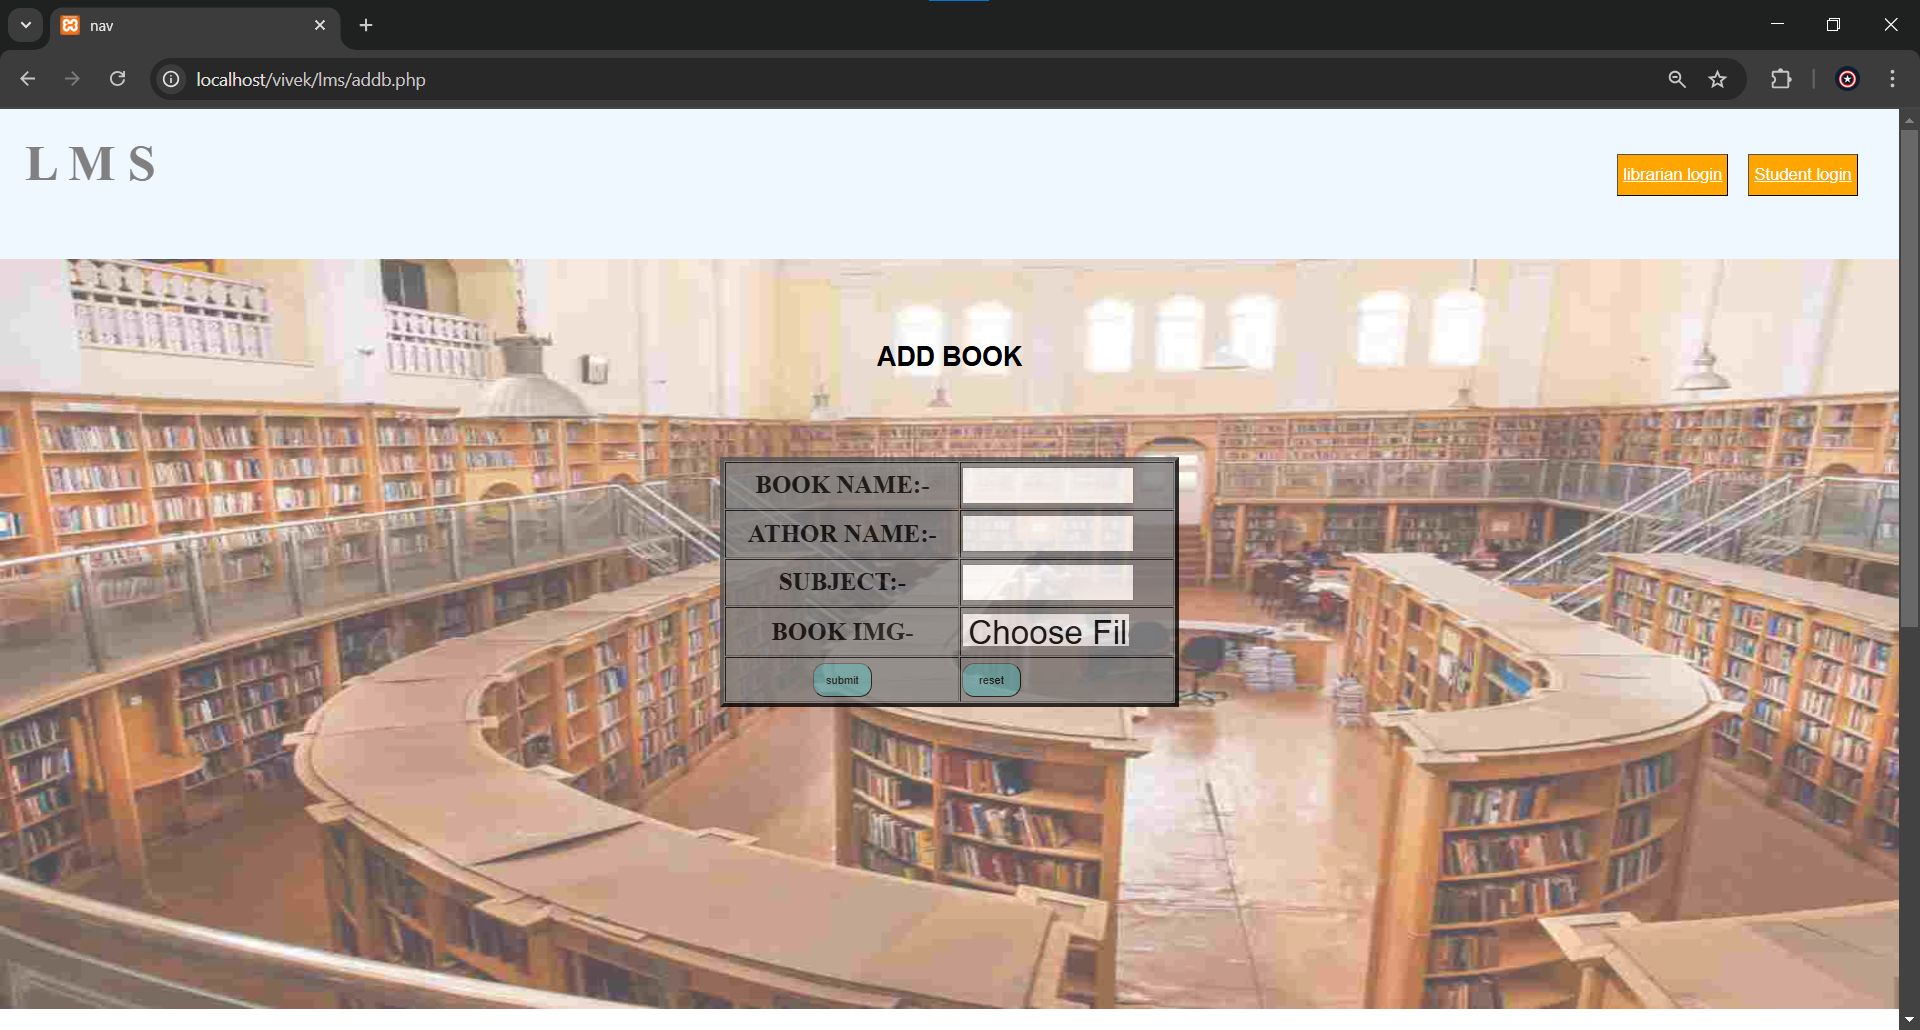 nav
localhost/vivek/lms/addb.php
L M S
librarian login
Student login
ADD BOOK
BOOK NAME:-
ATHOR NAME:-
SUBJECT:-
BOOK IMG-
Choose Fil
submit
reset